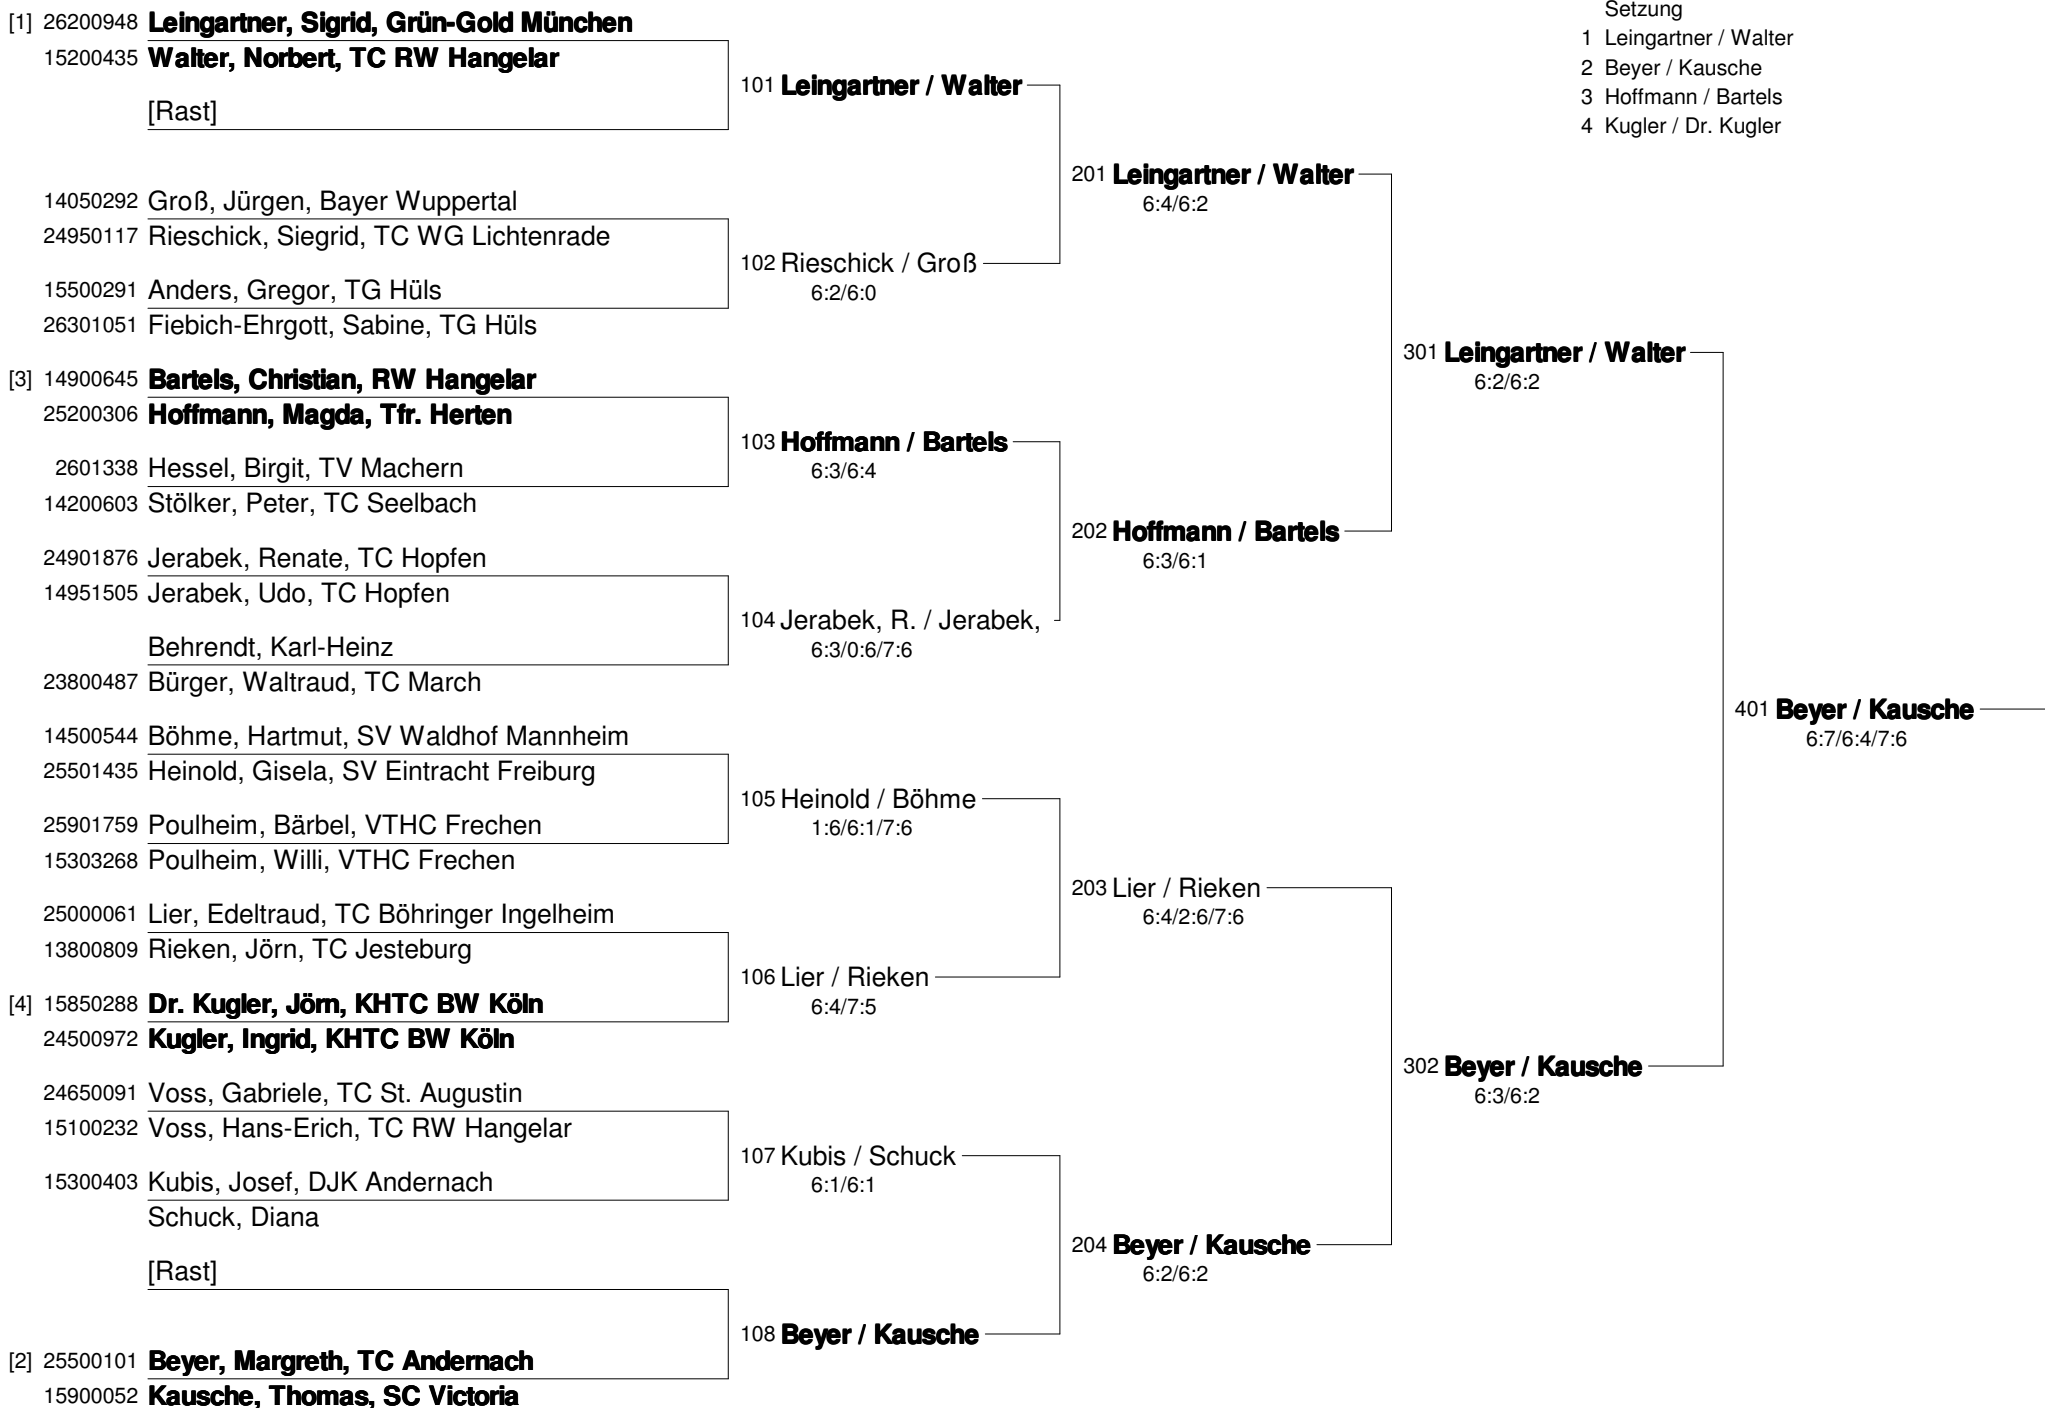 Setzung
1 Leingartner / Walter
2 Beyer / Kausche
3 Hoffmann / Bartels
4 Kugler / Dr. Kugler
[1] 26200948 Leingartner, Sigrid, Grün-Gold München
15200435 Walter, Norbert, TC RW Hangelar
101 Leingartner / Walter
[Rast]
201 Leingartner / Walter
6:4/6:2
14050292 Groß, Jürgen, Bayer Wuppertal
24950117 Rieschick, Siegrid, TC WG Lichtenrade
102 Rieschick / Groß
6:2/6:0
15500291 Anders, Gregor, TG Hüls
26301051 Fiebich-Ehrgott, Sabine, TG Hüls
301 Leingartner / Walter
6:2/6:2
[3] 14900645 Bartels, Christian, RW Hangelar
25200306 Hoffmann, Magda, Tfr. Herten
103 Hoffmann / Bartels
6:3/6:4
2601338 Hessel, Birgit, TV Machern
14200603 Stölker, Peter, TC Seelbach
202 Hoffmann / Bartels
6:3/6:1
24901876 Jerabek, Renate, TC Hopfen
14951505 Jerabek, Udo, TC Hopfen
104 Jerabek, R. / Jerabek,
6:3/0:6/7:6
Behrendt, Karl-Heinz
23800487 Bürger, Waltraud, TC March
401 Beyer / Kausche
6:7/6:4/7:6
14500544 Böhme, Hartmut, SV Waldhof Mannheim
25501435 Heinold, Gisela, SV Eintracht Freiburg
105 Heinold / Böhme
1:6/6:1/7:6
25901759 Poulheim, Bärbel, VTHC Frechen
15303268 Poulheim, Willi, VTHC Frechen
203 Lier / Rieken
6:4/2:6/7:6
25000061 Lier, Edeltraud, TC Böhringer Ingelheim
13800809 Rieken, Jörn, TC Jesteburg
106 Lier / Rieken
6:4/7:5
[4] 15850288 Dr. Kugler, Jörn, KHTC BW Köln
24500972 Kugler, Ingrid, KHTC BW Köln
302 Beyer / Kausche
6:3/6:2
24650091 Voss, Gabriele, TC St. Augustin
15100232 Voss, Hans-Erich, TC RW Hangelar
107 Kubis / Schuck
6:1/6:1
15300403 Kubis, Josef, DJK Andernach
Schuck, Diana
204 Beyer / Kausche
6:2/6:2
[Rast]
108 Beyer / Kausche
[2] 25500101 Beyer, Margreth, TC Andernach
15900052 Kausche, Thomas, SC Victoria